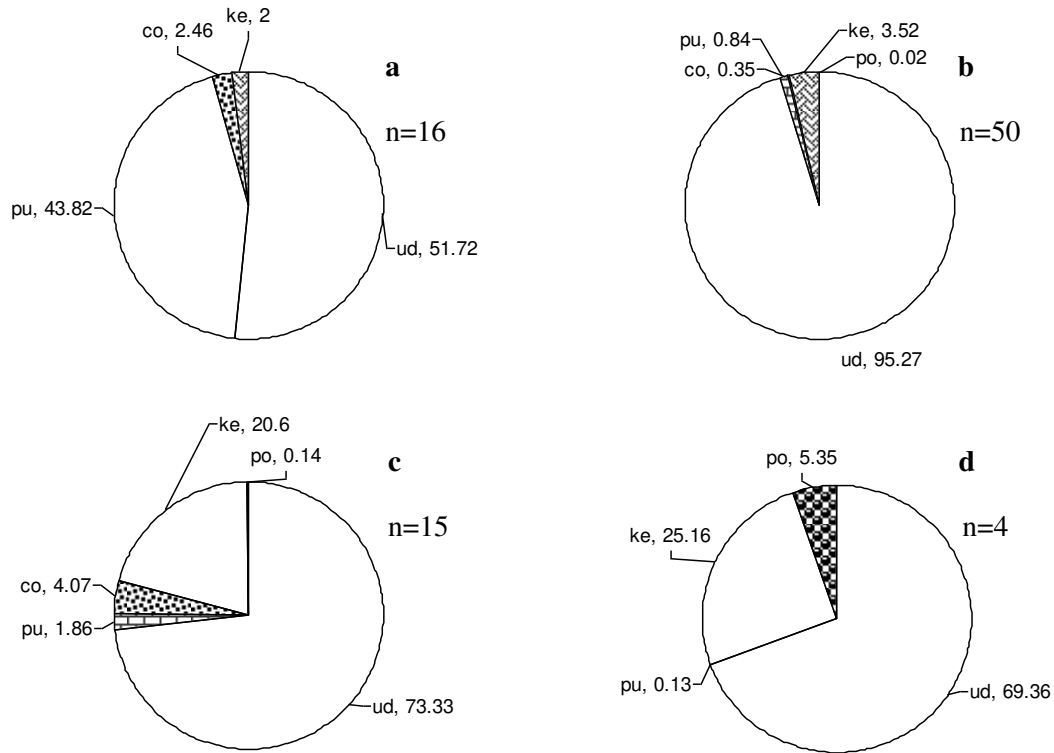 ke, 2
co, 2.46
a
n=16
pu, 43.82
ud, 51.72
ke, 3.52
pu, 0.84
po, 0.02
co, 0.35
b
n=50
ud, 95.27
ke, 20.6
po, 0.14
c
n=15
co, 4.07
pu, 1.86
ud, 73.33
po, 5.35
d
n=4
ke, 25.16
pu, 0.13
ud, 69.36